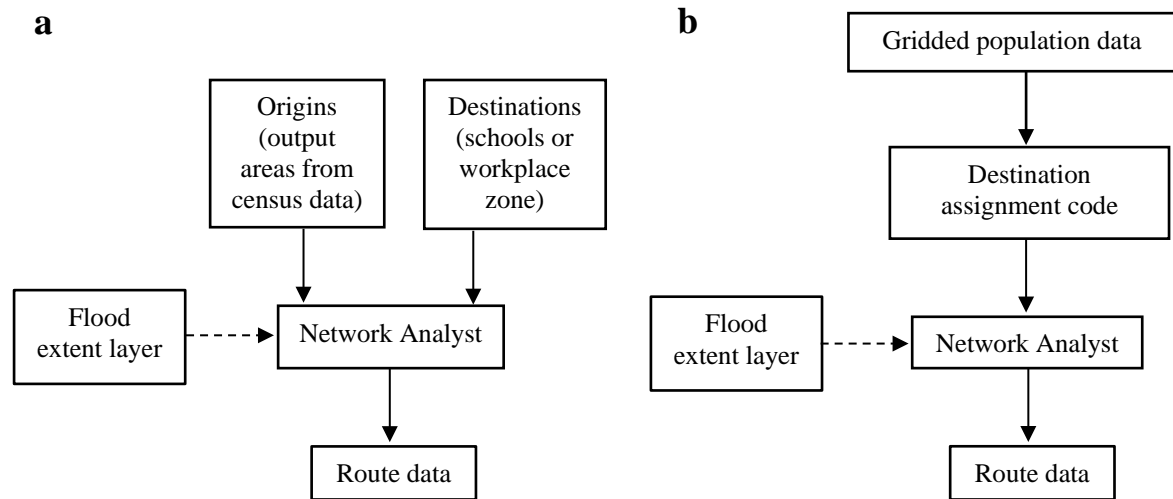 a
Origins
(output
areas from
census data)
Destinations
(schools or
workplace
zone)
Flood
extent layer
Network Analyst
Route data
b
Gridded population data
Destination
assignment code
Flood
extent layer
Network Analyst
Route data